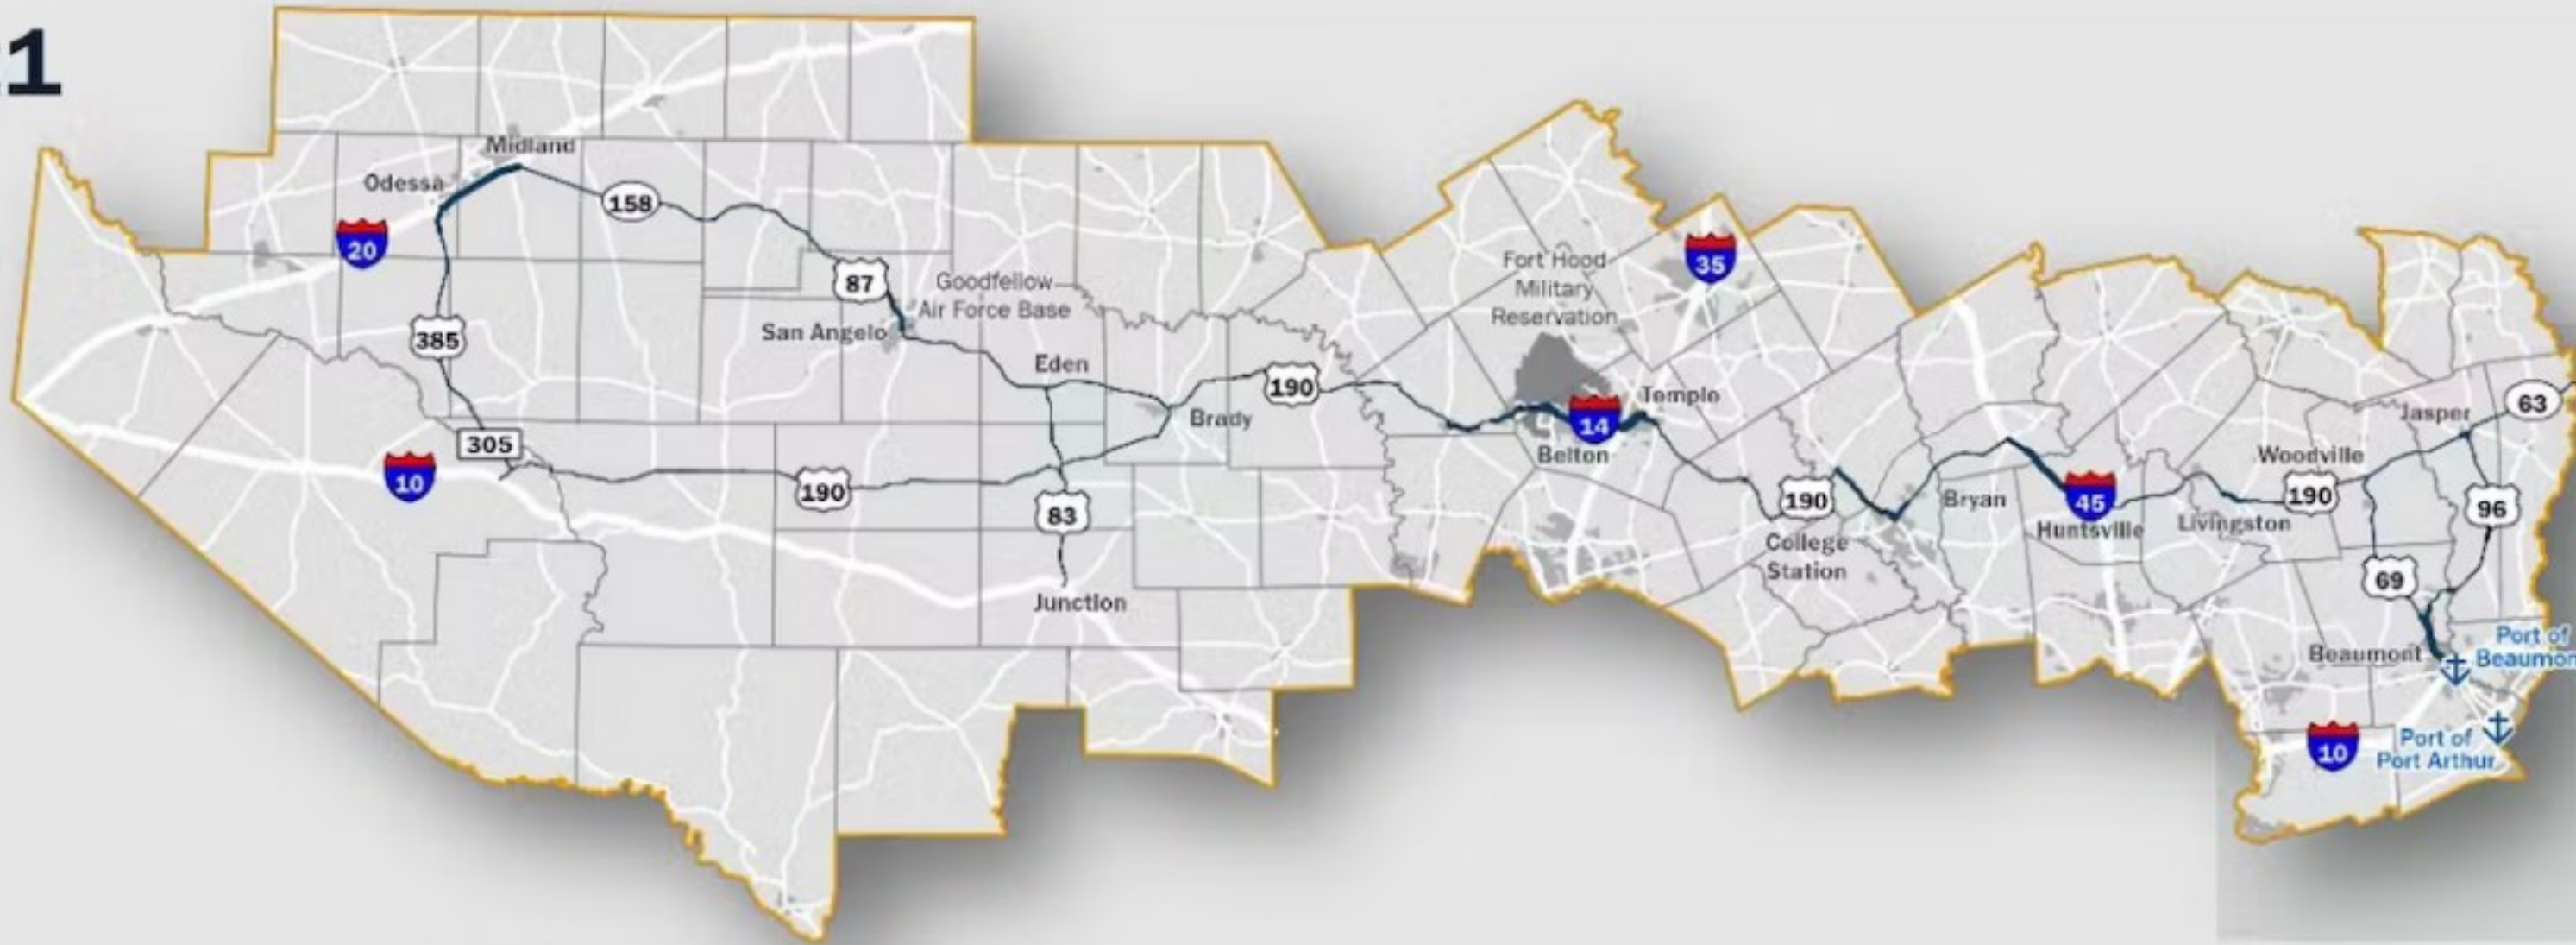 1
Midland
Odessa
158
20
87
Goodfellow
Air Force Base
San Angelo
385
Eden
305
10
190
Brady
83
Junction
190
Fort Hood
Military
Reservation
35
14
Temple
Belton
190
College
Station
Bryan
45
Huntsville
Livingston
Woodville
190
Jasper
63
96
69
Beaumont
Port of
Beaumon
Port of
Port Arthur
10